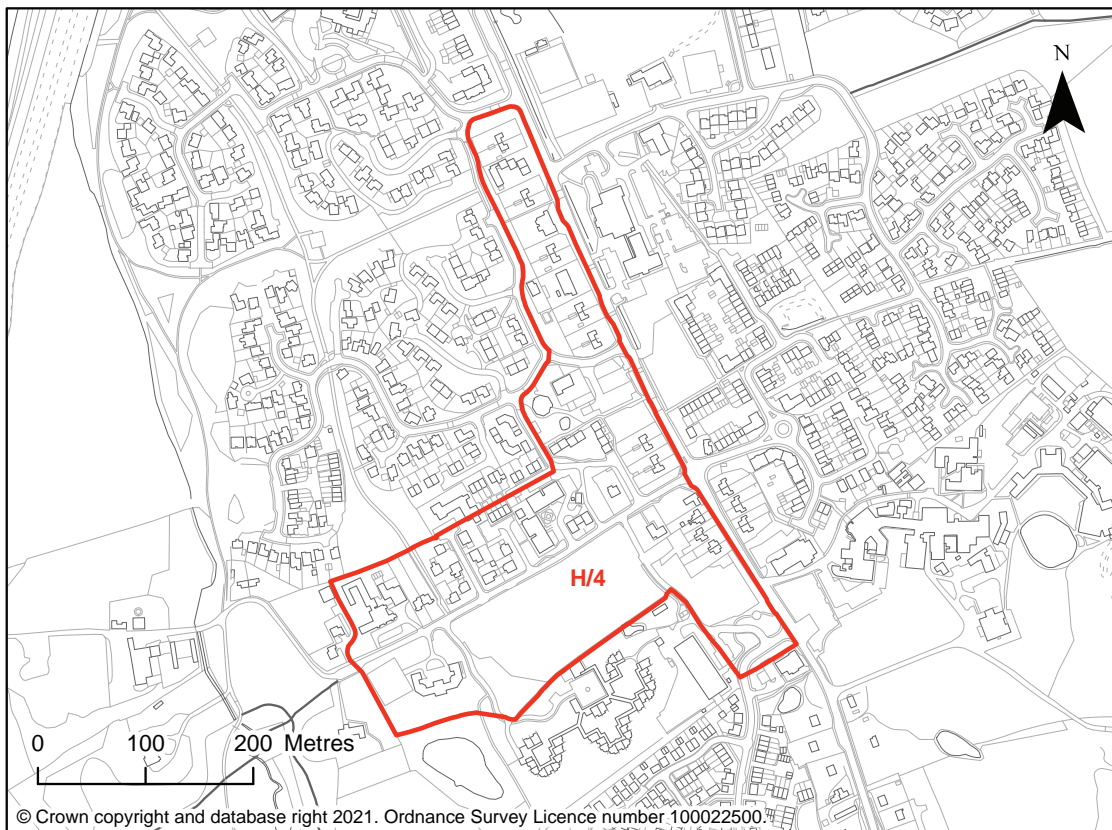 N
H/4
0 100 200 Metres
© Crown copyright and database right 2021. Ordnance Survey Licence number 100022500.